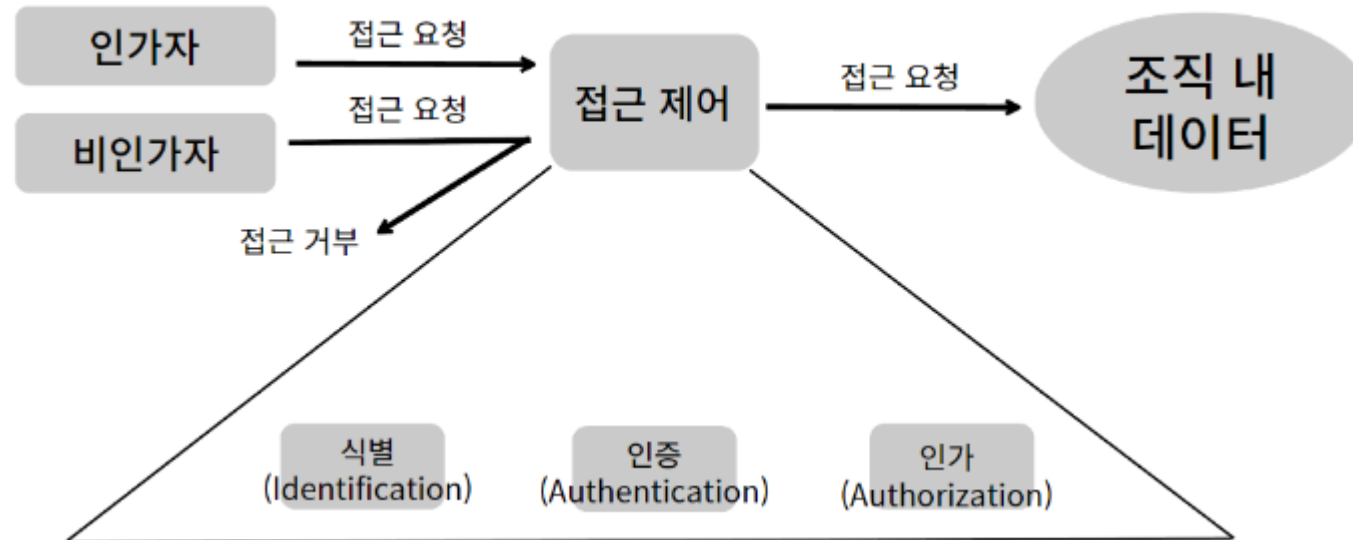 인가자
접근 요청
접근 제어
접근 요청
조직 내
데이터
비인가자
접근 요청
접근 거부
식별
(Identification)
인증
(Authentication)
인가
(Authorization)